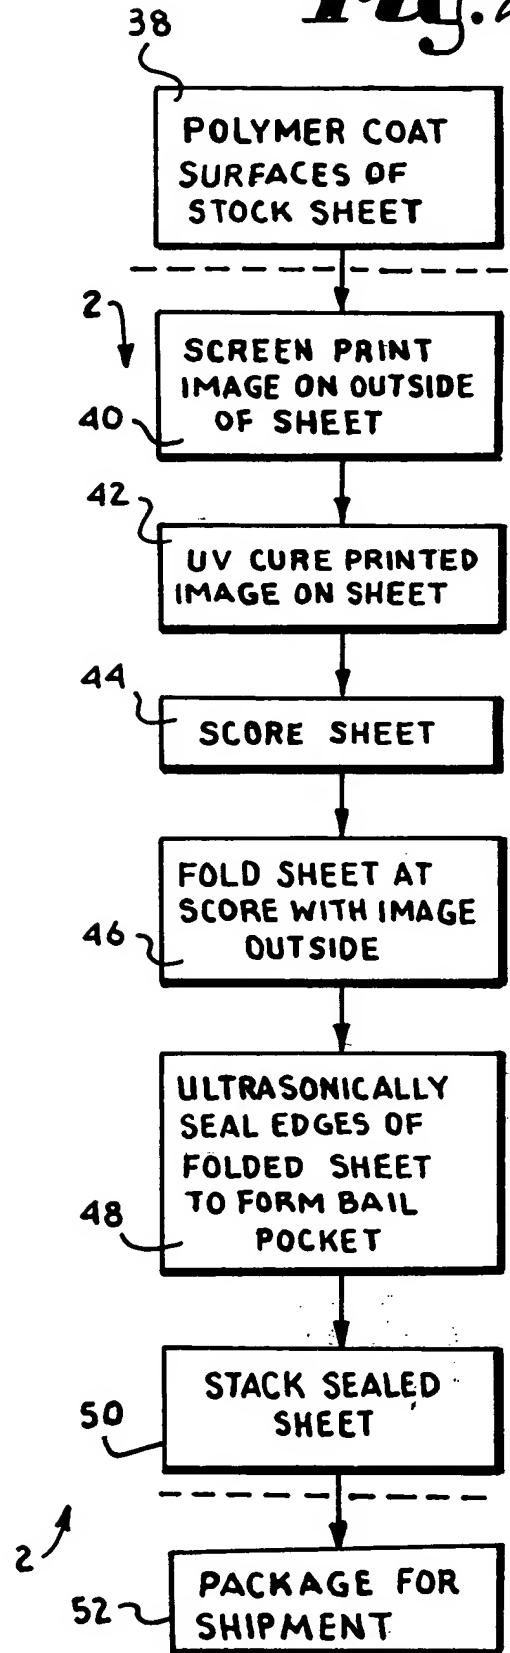 38
POLYMER COAT
SURFACES OF
STOCK SHEET
2
SCREEN PRINT
IMAGE ON OUTSIDE
OF SHEET
40
42
UV CURE PRINTED
IMAGE ON SHEET
44
SCORE SHEET
FOLD SHEET AT
SCORE WITH IMAGE
OUTSIDE
46
ULTRASONICALLY
SEAL EDGES OF
FOLDED SHEET
TO FORM BAIL
POCKET
48
STACK SEALED
SHEET
50
2
PACKAGE FOR
SHIPMENT
52